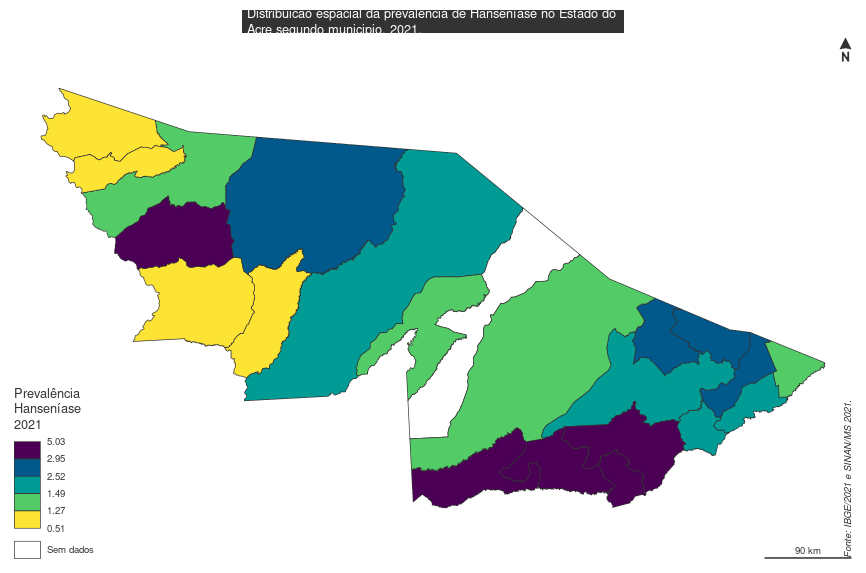 Distribuicão espacial da prevalência de Hanseníase no Estado do
Acre segundo município, 2021.
N
Prevalência
Hanseníase
2021
5.03
2.95
2.52
1.49
1.27
0.51
Sem dados
90 km
Fonte: IBGE/2021 e SINAN/MS 2021.